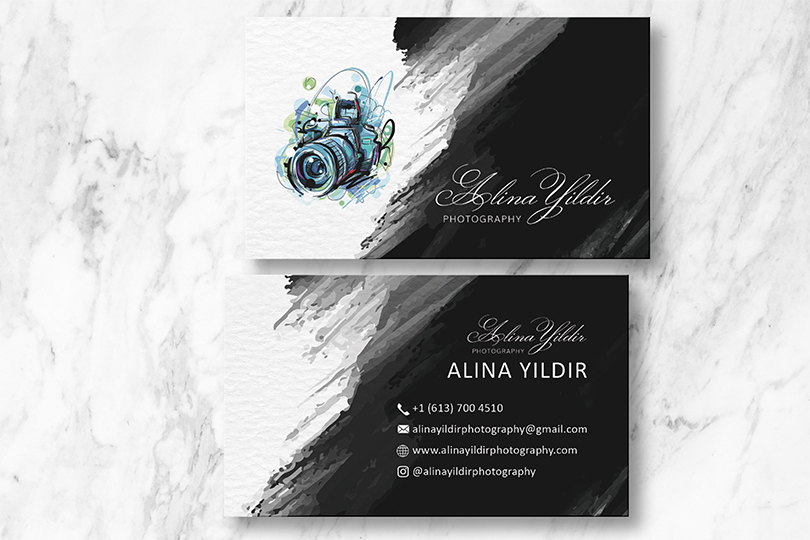 Alina Yildir
PHOTOGRAPHY
Alina Yildir
PHOTOGRAPHY
ALINA YILDIR
+1 (613) 700 4510
alinayildirphotography@gmail.com
www.alinayildirphotography.com
@alinayildirphotography